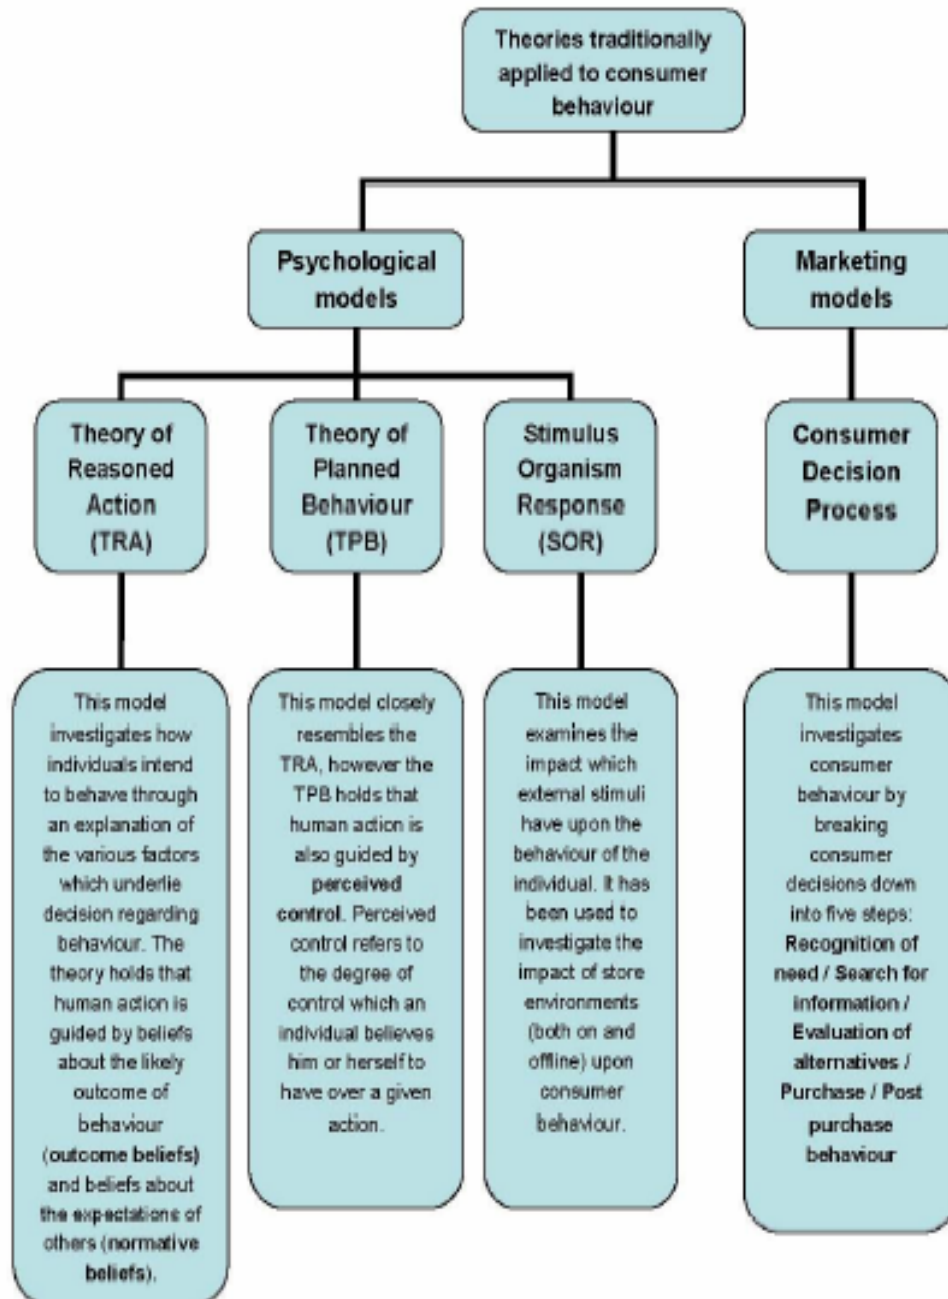 Theories traditionally
applied to consumer
behaviour
Psychological
models
Marketing
models
Theory of
Reasoned
Action
(TRA)
Theory of
Planned
Behaviour
(TPB)
Stimulus
Organism
Response
(SOR)
Consumer
Decision
Process
This model
investigates how
individuals intend
to behave through
an explanation of
the various factors
which underlie
decision regarding
behaviour. The
theory holds that
human action is
guided by beliefs
about the likely
outcome of
behaviour
(outcome beliefs)
and beliefs about
the expectations of
others (normative
beliefs).
This model closely
resembles the
TRA, however the
TPB holds that
human action is
also guided by
perceived
control. Perceived
control refers to
the degree of
control which an
individual believes
him or herself to
have over a given
action.
This model
examines the
impact which
external stimuli
have upon the
behaviour of the
individual. It has
been used to
investigate the
impact of store
environments
(both on and
offline) upon
consumer
behaviour.
This model
investigates
consumer
behaviour by
breaking
consumer
decisions down
into five steps:
Recognition of
need / Search for
information /
Evaluation of
alternatives /
Purchase / Post
purchase
behaviour